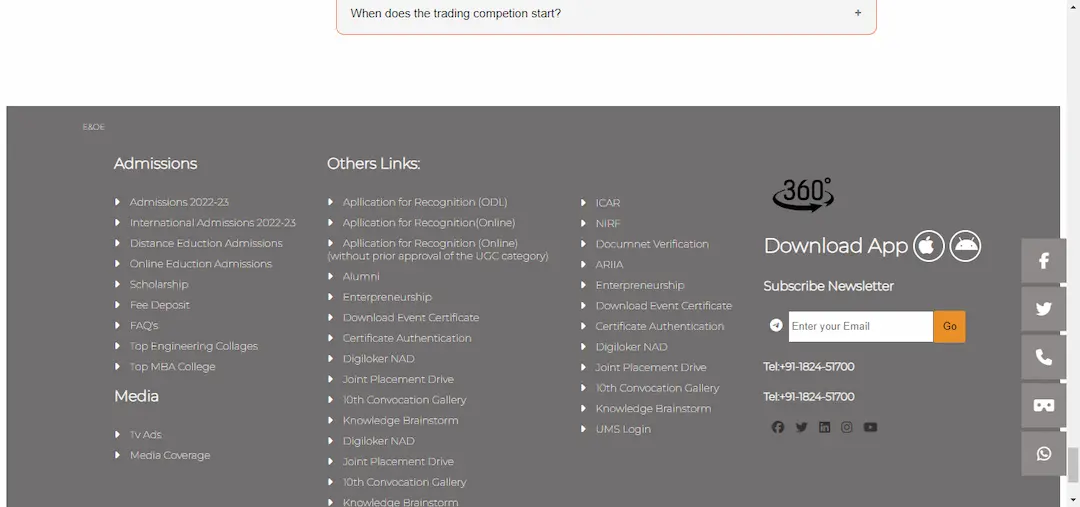 When does the trading competion start?
+
E&OE
Admissions
Admissions 2022-23
International Admissions 2022-23
Distance Eduction Admissions
Online Eduction Admissions
Scholarship
Fee Deposit
FAQ's
Top Engineering Collages
Top MBA College
Media
Tv Ads
Media Coverage
Others Links:
Apllication for Recognition (ODL)
Apllication for Recognition(Online)
Apllication for Recognition (Online)
(without prior approval of the UGC category)
Alumni
Enterpreneurship
Download Event Certificate
Certificate Authentication
Digiloker NAD
Joint Placement Drive
10th Convocation Gallery
Knowledge Brainstorm
Digiloker NAD
Joint Placement Drive
10th Convocation Gallery
Knowledge Brainstorm
ICAR
NIRF
Documnet Verification
ARIIA
Enterpreneurship
Download Event Certificate
Certificate Authentication
Digiloker NAD
Joint Placement Drive
10th Convocation Gallery
Knowledge Brainstorm
UMS Login
360°
Download App
Subscribe Newsletter
Enter your Email
Go
Tel:+91-1824-51700
Tel:+91-1824-51700